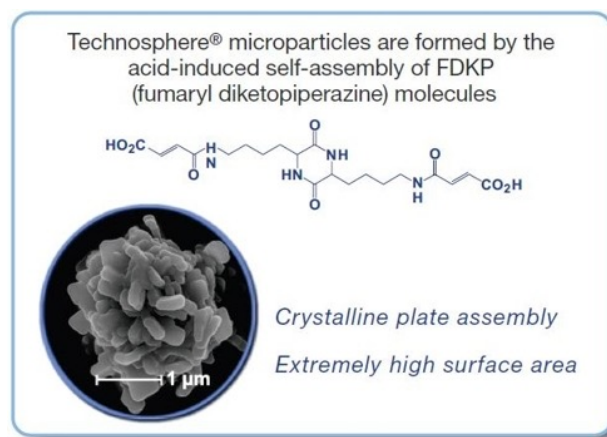 Technosphere® microparticles are formed by the
acid-induced self-assembly of FDKP
(fumaryl diketopiperazine) molecules
O
HO₂C
H
N
NH
O
O
HN
N
H
CO₂H
O
Crystalline plate assembly
Extremely high surface area
1 μm